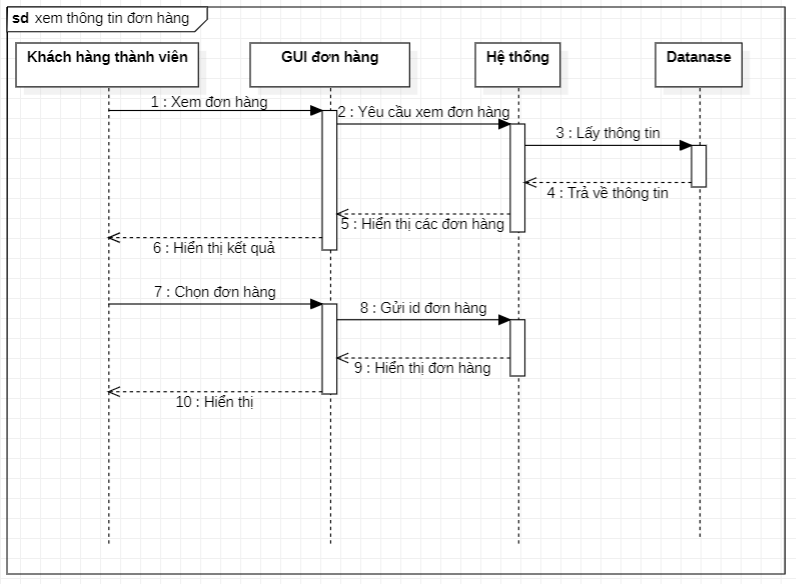 sd xem thông tin đơn hàng
Khách hàng thành viên
GUI đơn hàng
Hệ thống
Datanase
1 : Xem đơn hàng
2 : Yêu cầu xem đơn hàng
3 : Lấy thông tin
4 : Trả về thông tin
5 : Hiển thị các đơn hàng
6 : Hiển thị kết quả
7 : Chọn đơn hàng
8 : Gửi id đơn hàng
9 : Hiển thị đơn hàng
10 : Hiển thị